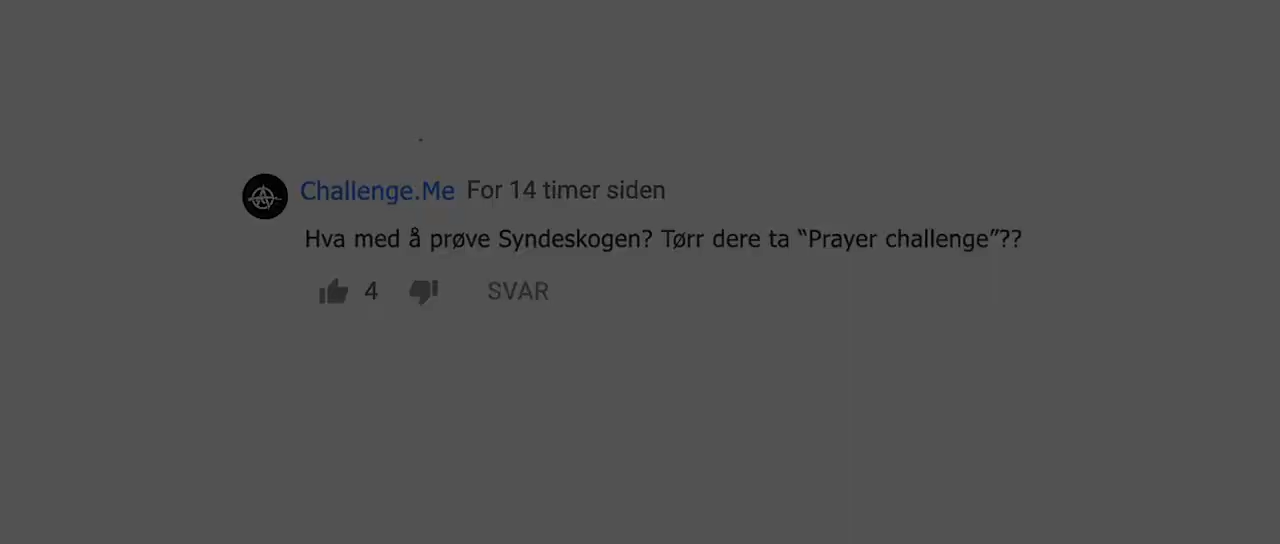 Challenge.Me For 14 timer siden
Hva med å prøve Syndeskogen? Tørr dere ta “Prayer challenge”??
4 SVAR